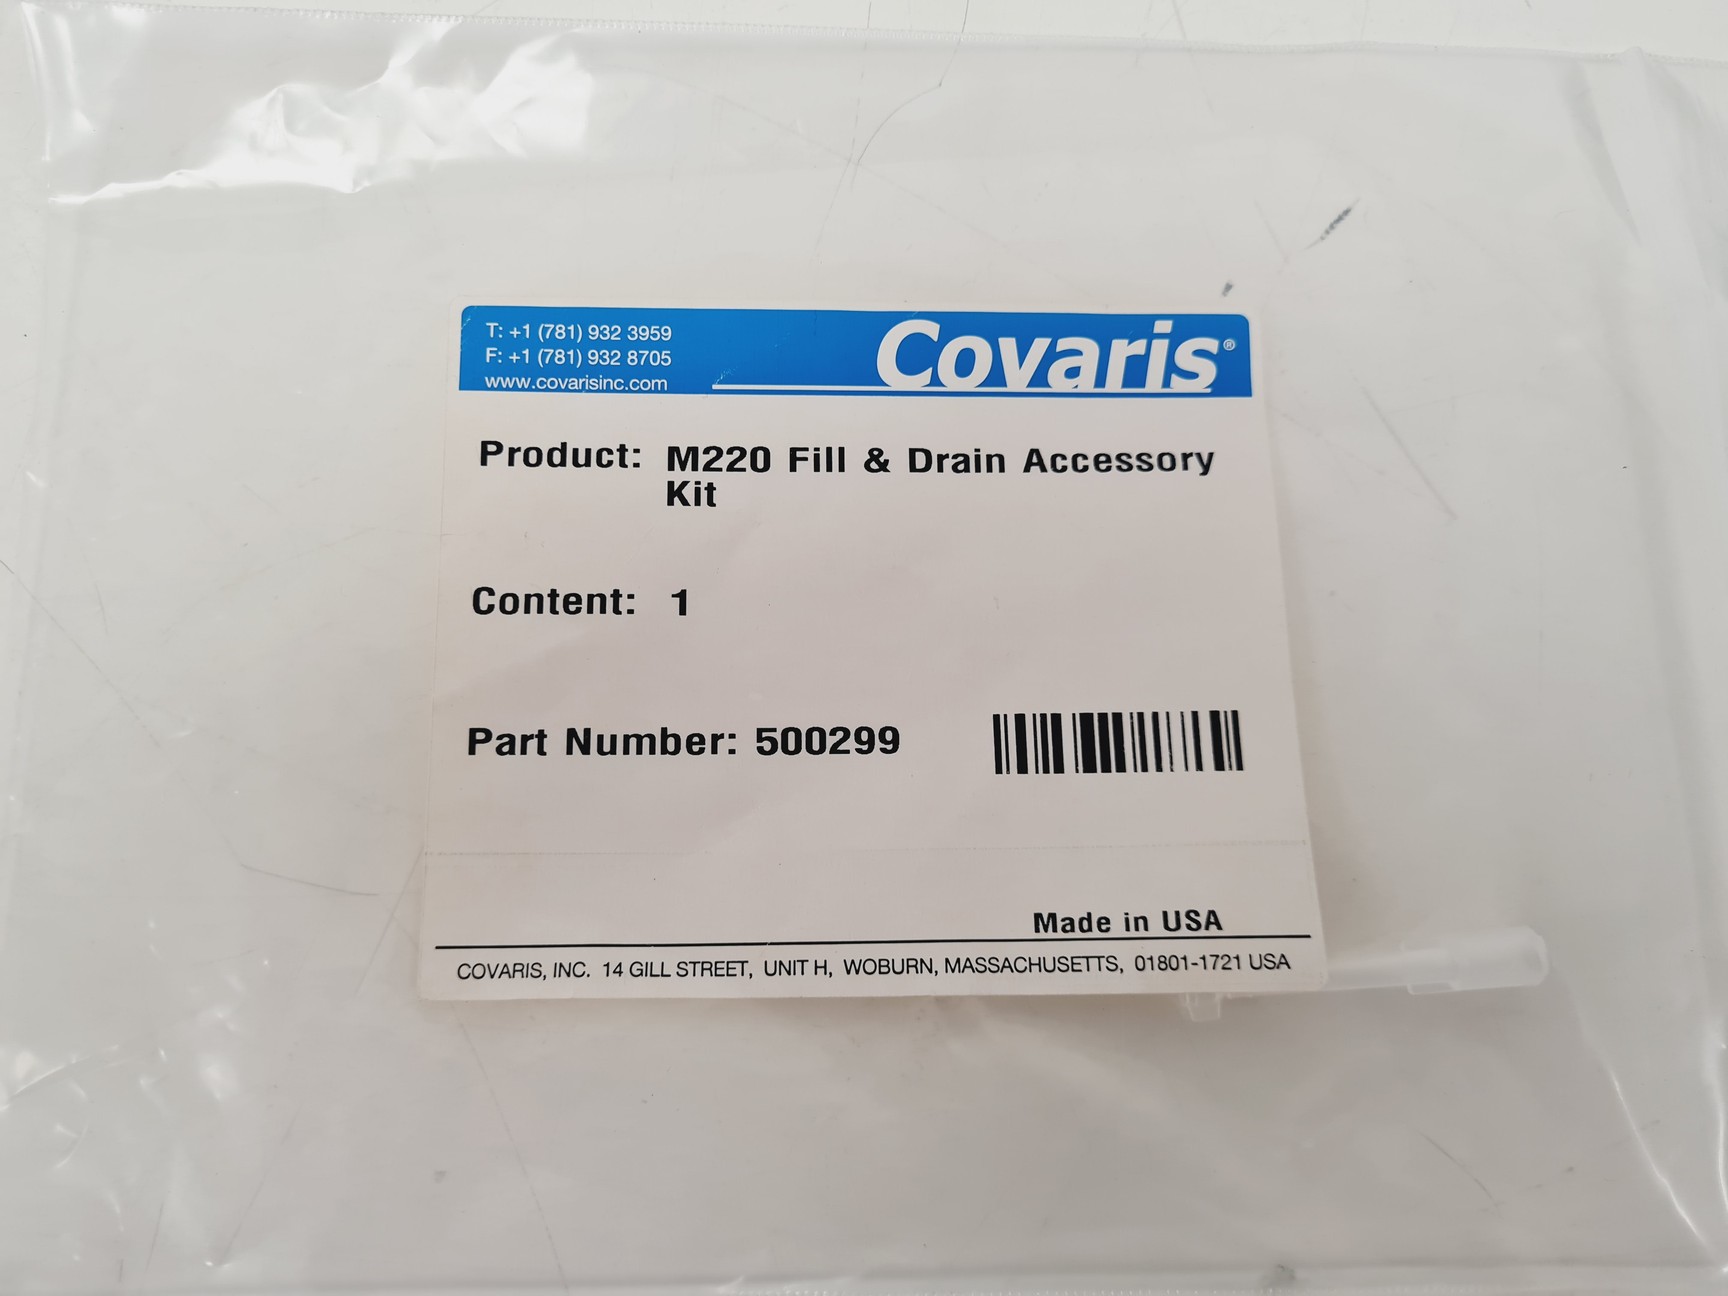 T: +1 (781) 932 3959
F: +1 (781) 932 8705
www.covarisinc.com
Covaris®
Product: M220 Fill & Drain Accessory
Kit
Content: 1
Part Number: 500299
Made in USA
COVARIS, INC. 14 GILL STREET, UNIT H, WOBURN, MASSACHUSETTS, 01801-1721 USA